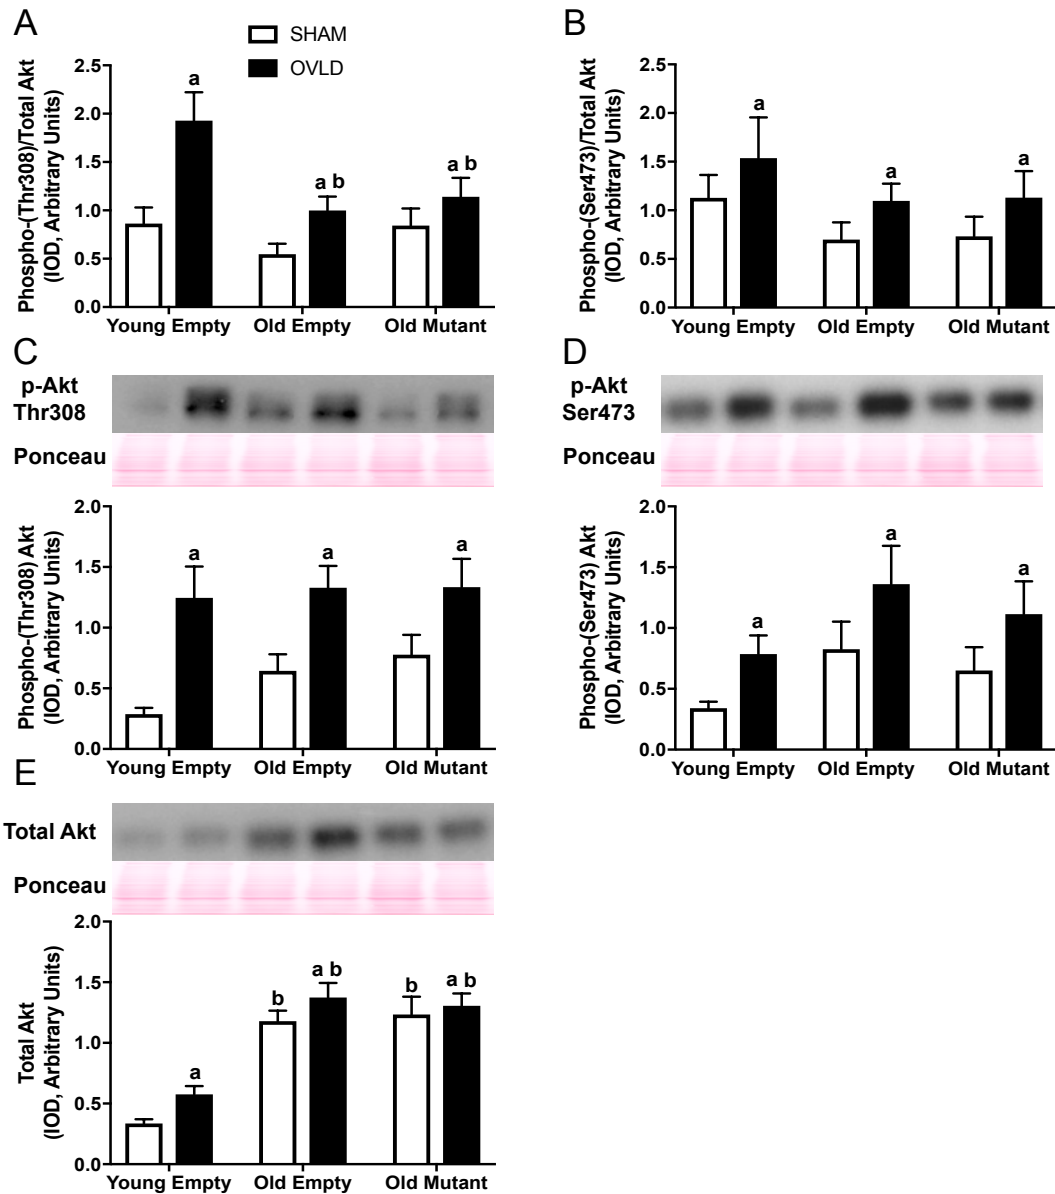 A
SHAM
OVLD
Phospho-(Thr308)/Total Akt
(IOD, Arbitrary Units)
2.5
2.0
1.5
1.0
0.5
0.0
a
a b
a b
Young Empty
Old Empty
Old Mutant
B
Phospho-(Ser473)/Total Akt
(IOD, Arbitrary Units)
2.5
2.0
1.5
1.0
0.5
0.0
a
a
a
Young Empty
Old Empty
Old Mutant
C
p-Akt
Thr308
Ponceau
Phospho-(Thr308) Akt
(IOD, Arbitrary Units)
2.0
1.5
1.0
0.5
0.0
a
a
a
Young Empty
Old Empty
Old Mutant
D
p-Akt
Ser473
Ponceau
Phospho-(Ser473) Akt
(IOD, Arbitrary Units)
2.0
1.5
1.0
0.5
0.0
a
a
a
Young Empty
Old Empty
Old Mutant
E
Total Akt
Ponceau
Total Akt
(IOD, Arbitrary Units)
2.0
1.5
1.0
0.5
0.0
a
b
a b
b
a b
Young Empty
Old Empty
Old Mutant